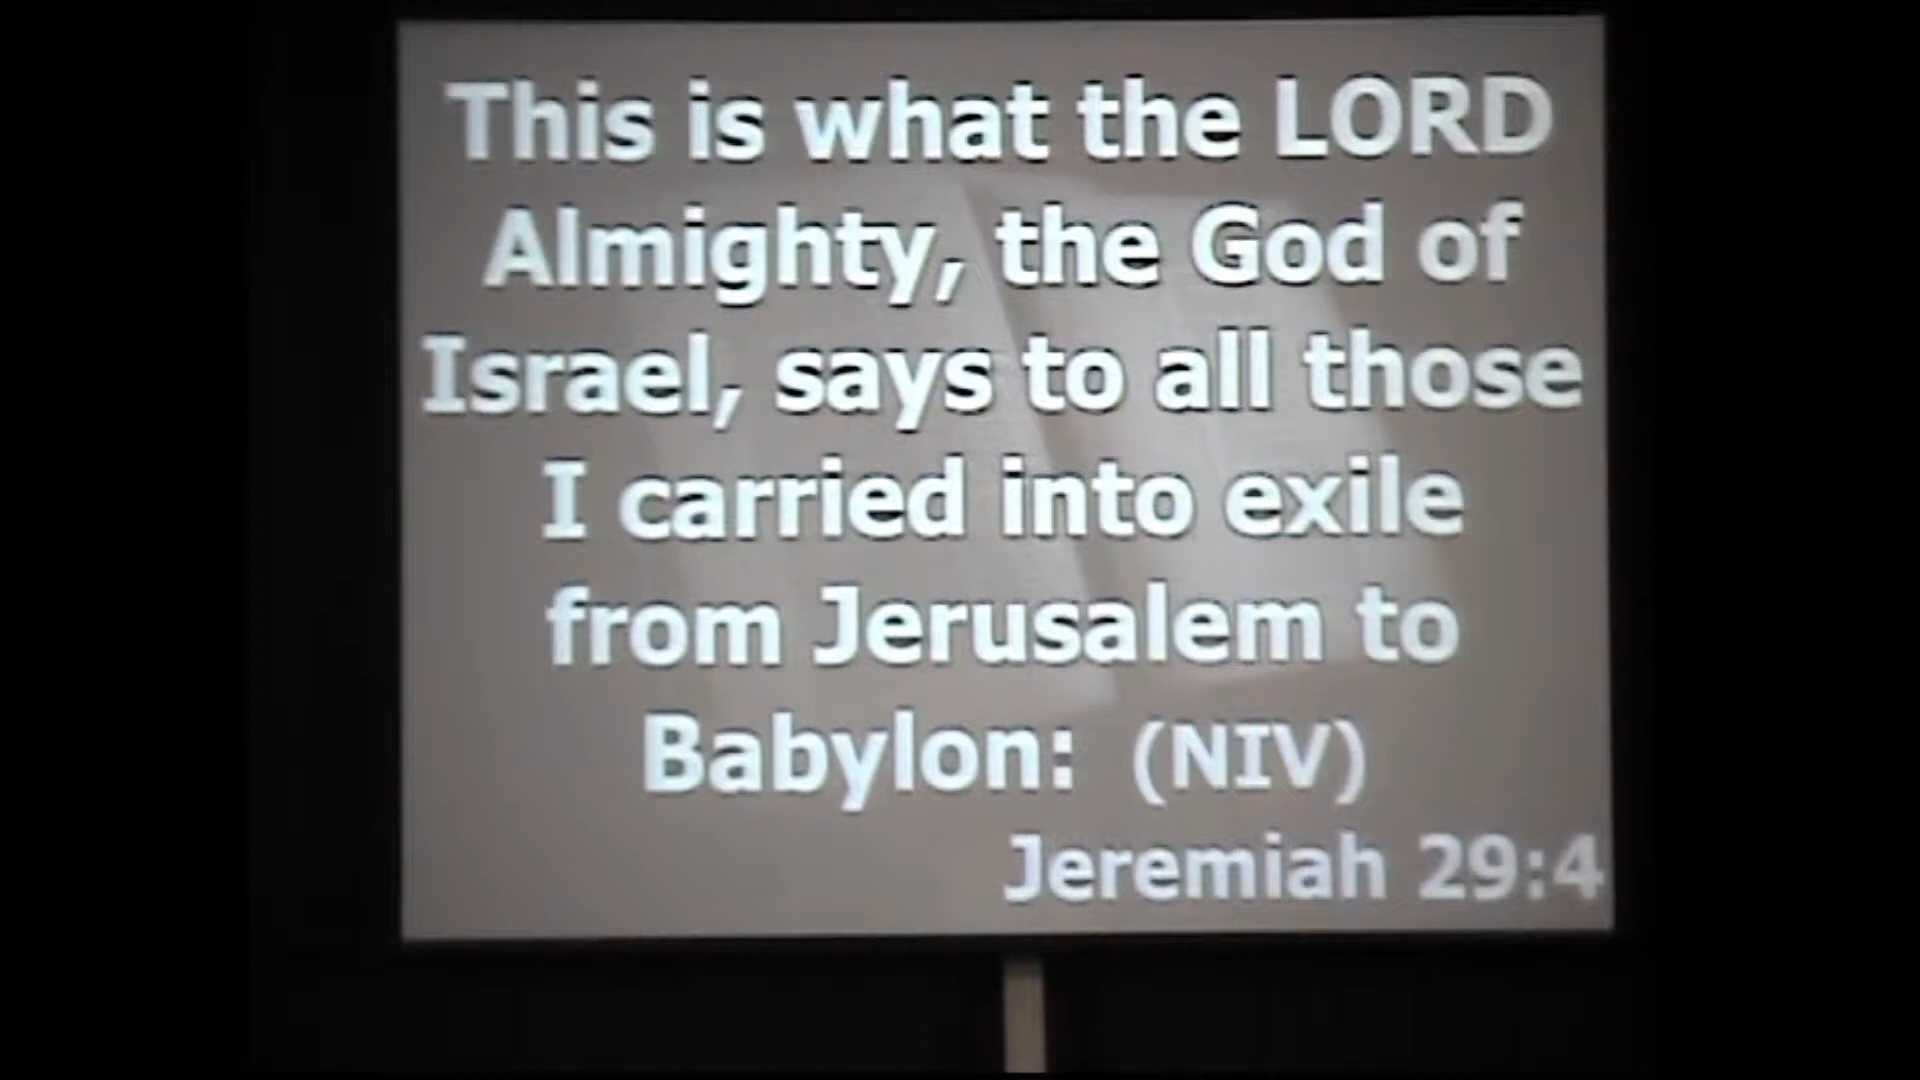 This is what the LORD
Almighty, the God of
Israel, says to all those
I carried into exile
from Jerusalem to
Babylon: (NIV)
Jeremiah 29:4